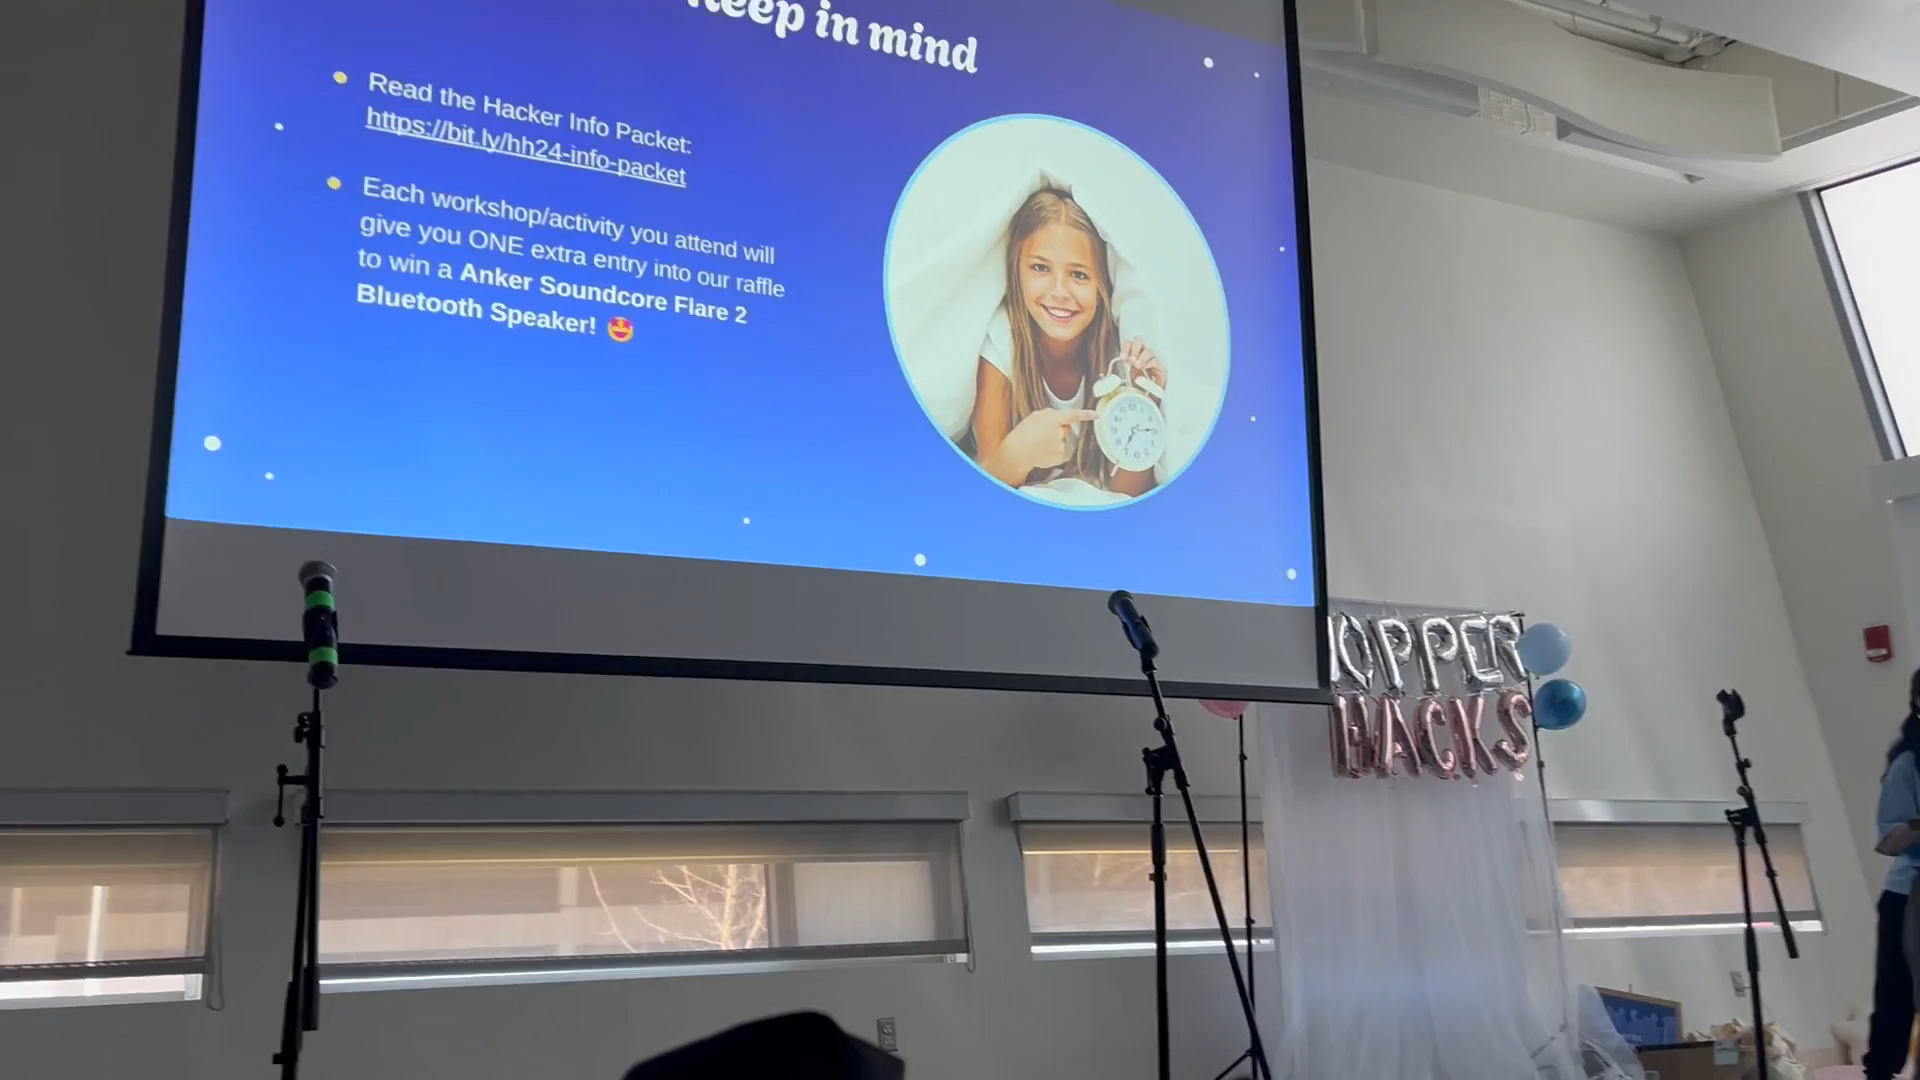 keep in mind
Read the Hacker Info Packet:
https://bit.ly/hh24-info-packet
Each workshop/activity you attend will
give you ONE extra entry into our raffle
to win a Anker Soundcore Flare 2
Bluetooth Speaker! 🤩
HOPPER
HACKS